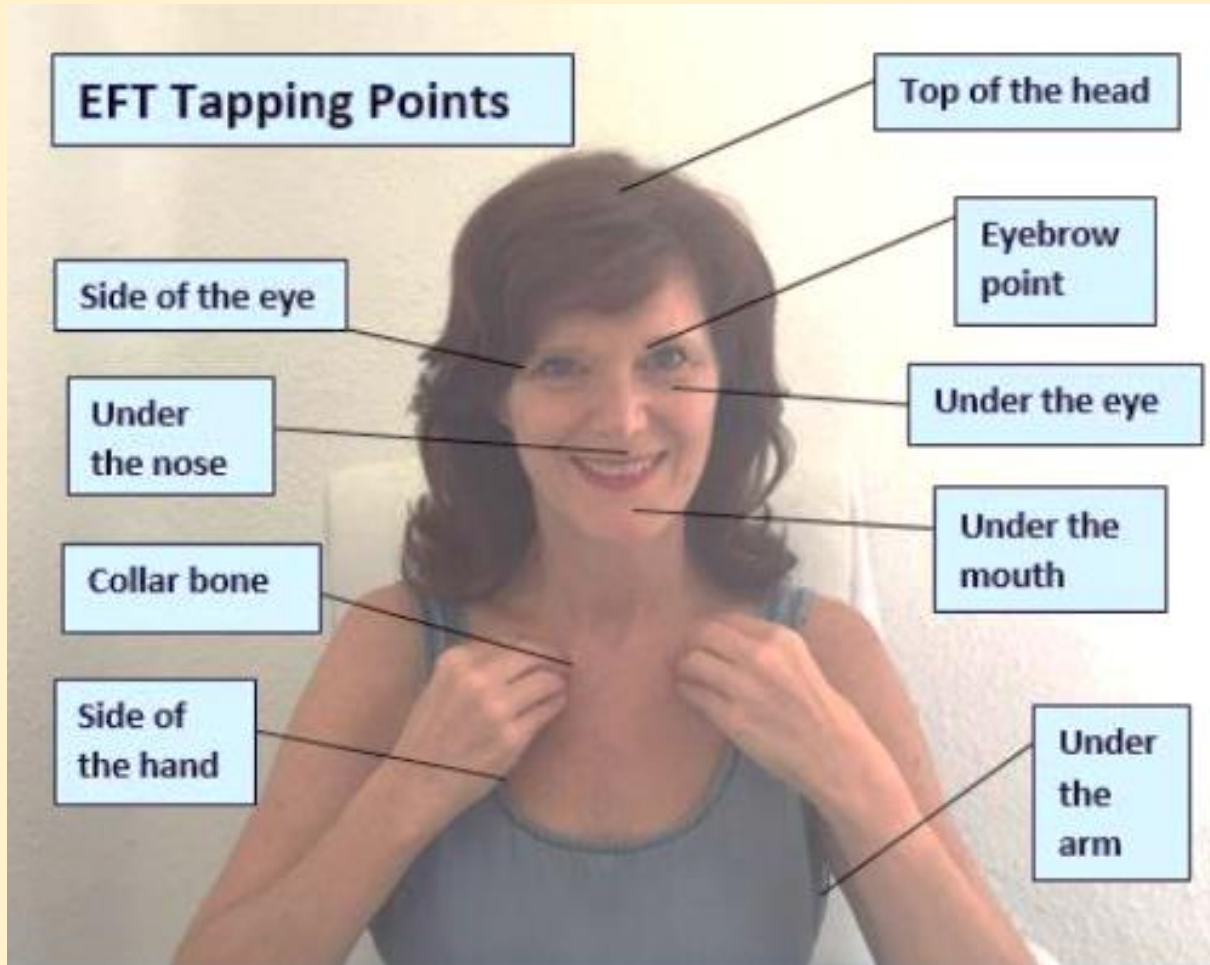 EFT Tapping Points
Top of the head
Eyebrow
point
Side of the eye
Under the eye
Under
the nose
Under the
mouth
Collar bone
Side of
the hand
Under
the
arm